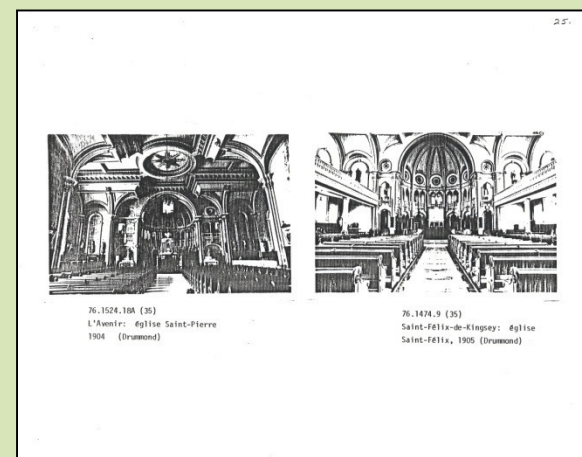 25.
76.1524.18A (35)
L'Avenir: église Saint-Pierre
1904 (Drummond)
76.1474.9 (35)
Saint-Félix-de-Kingsey: église
Saint-Félix, 1905 (Drummond)